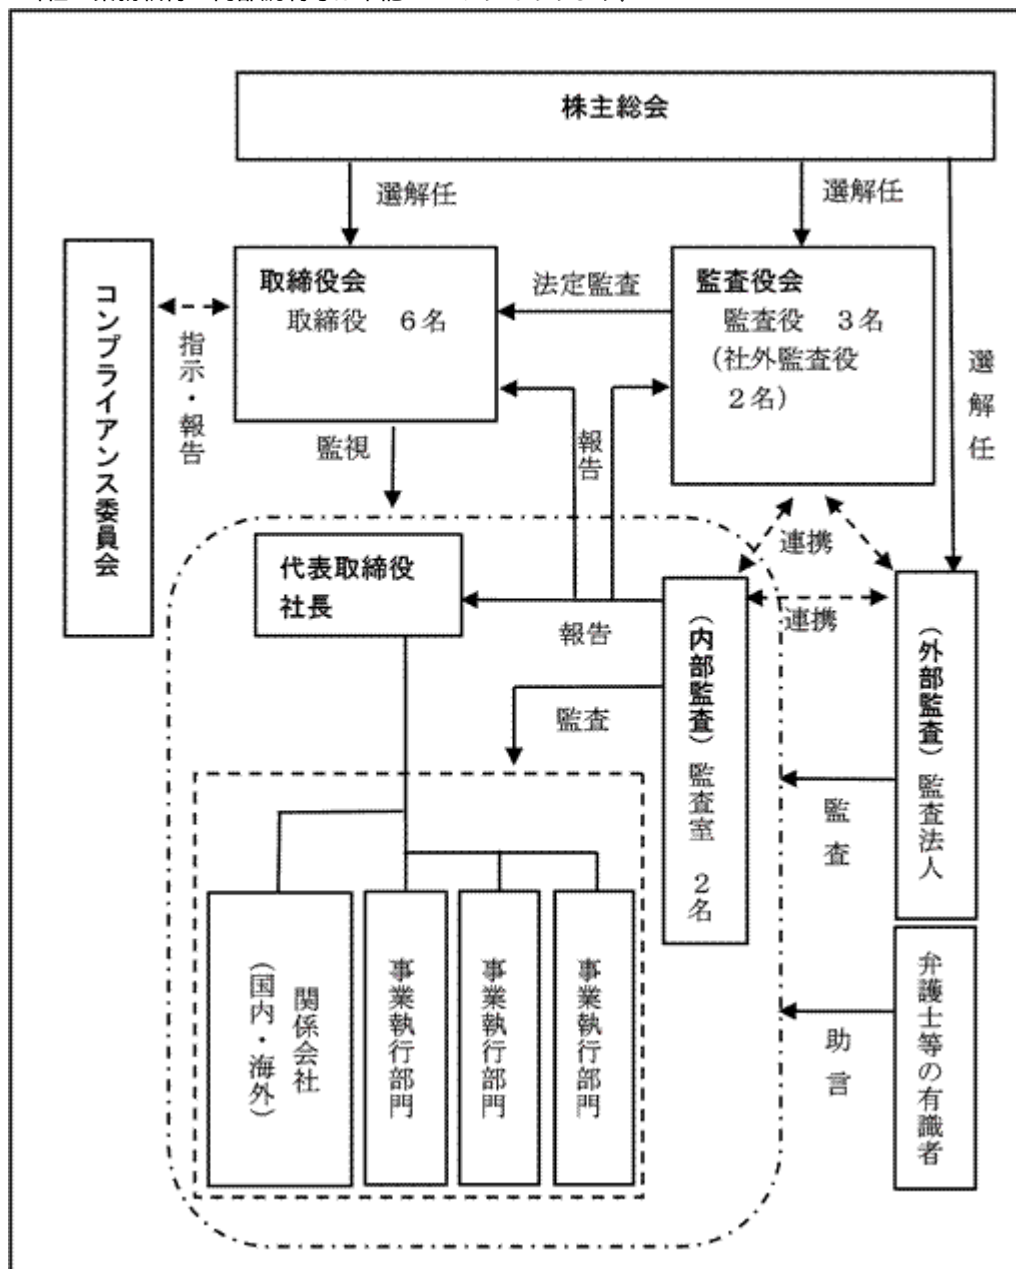 株主総会
選解任
選解任
選解任
コンプライアンス委員会
指示・報告
取締役会
取締役　６名
法定監査
監査役会
監査役　３名
（社外監査役
２名）
監視
報告
連携
連携
代表取締役
社長
報告
監査
（内部監査）監査室　２名
（外部監査）監査法人
監査
関係会社
（国内・海外）
事業執行部門
事業執行部門
事業執行部門
弁護士等の有識者
助言